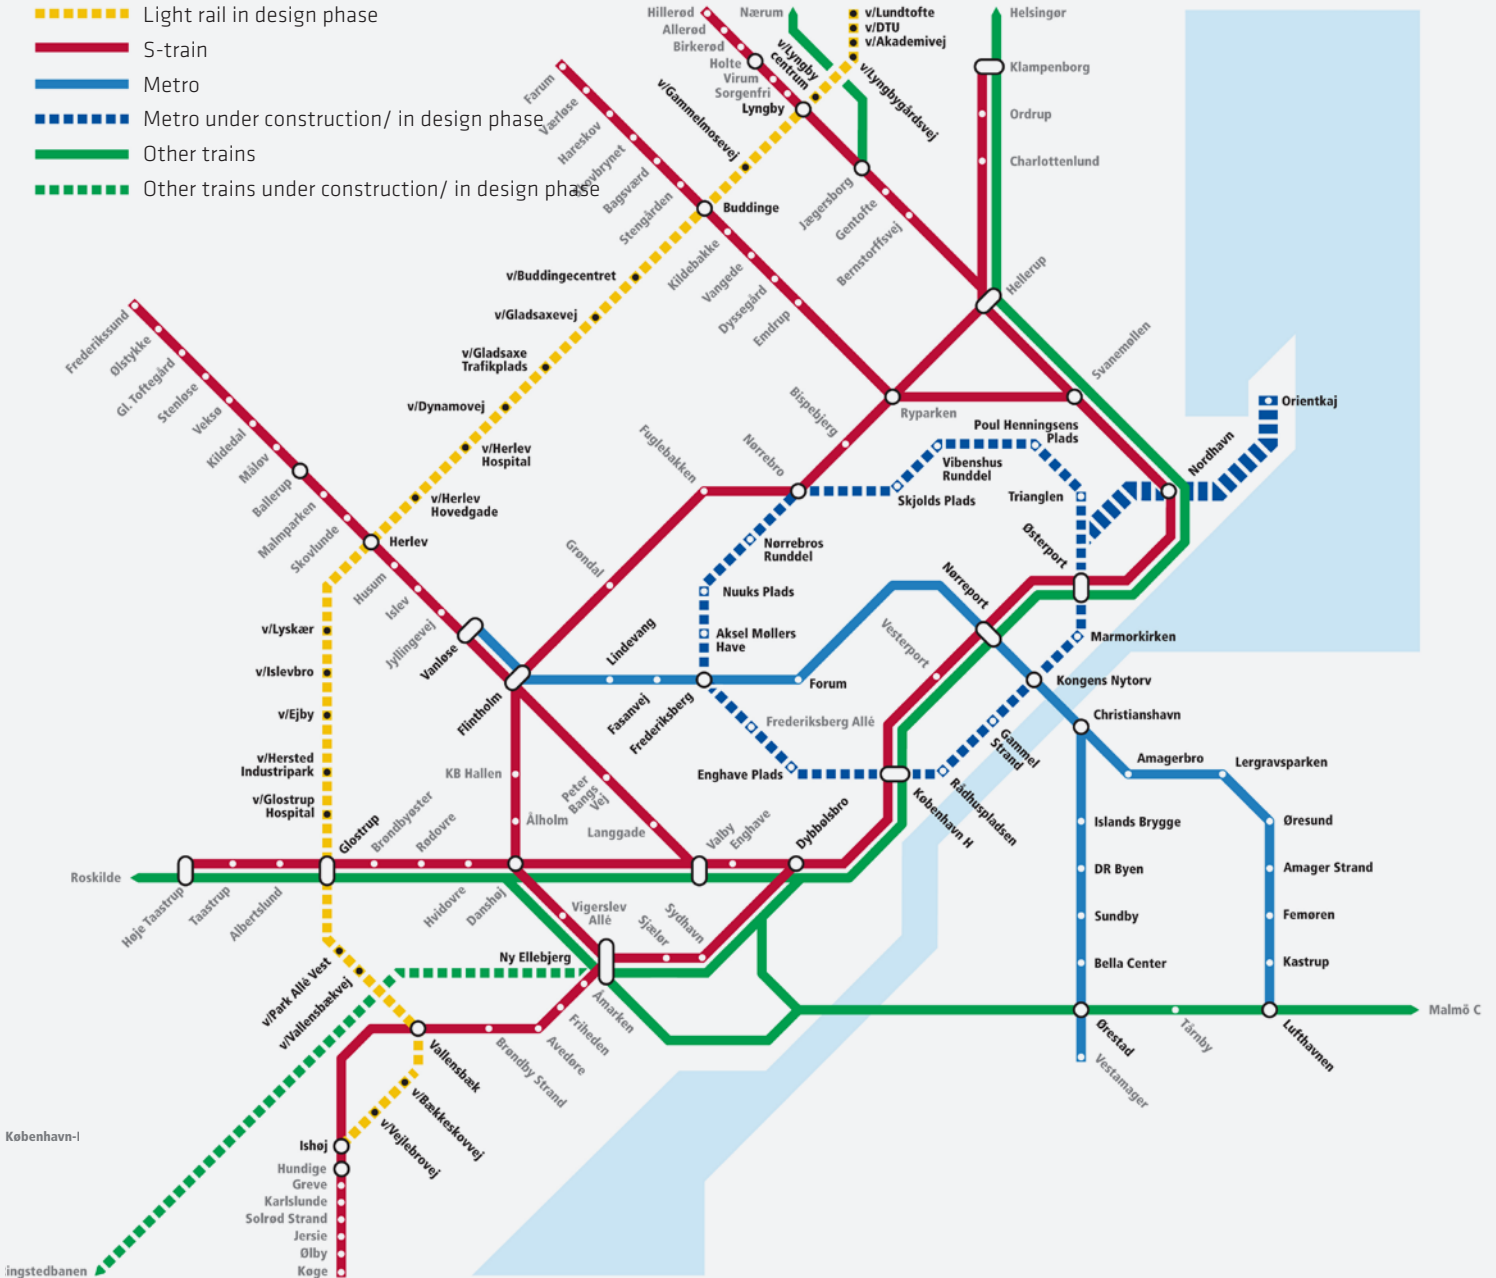 Light rail in design phase
S-train
Metro
Metro under construction/ in design phase
Other trains
Other trains under construction/ in design phase
Hillerød
Allerød
Birkerød
Holte
Virum
Sorgenfri
Lyngby
Nærum
v/Lyngby
centrum
v/Lundtofte
v/DTU
v/Akademivej
v/Lyngbygårdsvej
Helsingør
Klampenborg
Ordrup
Charlottenlund
Hellerup
Svanemøllen
Farum
Værløse
Hareskov
Bagsværd
Stengården
v/Gammelmosevej
Buddinge
Kildebakke
Vangede
Dyssegård
Emdrup
Jægersborg
Gentofte
Bernstorffsvej
v/Buddingecentret
v/Gladsaxevej
v/Gladsaxe
Trafikplads
v/Dynamovej
v/Herlev
Hospital
v/Herlev
Hovedgade
Frederikssund
Ølstykke
Gl. Toftegård
Stenløse
Veksø
Kildedal
Måløv
Ballerup
Malmparken
Skovlunde
Herlev
Husum
Islev
Jyllingevej
Vanløse
Flintholm
Bispebjerg
Ryparken
Nørrebro
Fuglebakken
Grøndal
Poul Henningsens
Plads
Vibenshus
Runddel
Skjolds Plads
Trianglen
Østerport
Nordhavn
Orientkaj
Nørrebros
Runddel
Nuuks Plads
Aksel Møllers
Have
Lindevang
Fasanvej
Frederiksberg
Forum
Nørreport
Vesterport
Marmorkirken
Kongens Nytorv
Christianshavn
Amagerbro
Lergravsparken
Øresund
Amager Strand
Femøren
Kastrup
Islands Brygge
DR Byen
Sundby
Bella Center
Frederiksberg Allé
Enghave Plads
Gammel
Strand
Rådhuspladsen
København H
v/Lyskær
v/Islevbro
v/Ejby
v/Hersted
Industripark
v/Glostrup
Hospital
Glostrup
Brøndbyøster
Rødovre
KB Hallen
Ålholm
Peter
Bangs
Vej
Langgade
Valby
Enghave
Dybbølsbro
Roskilde
Høje Taastrup
Taastrup
Albertslund
Hvidovre
Danshøj
Vigerslev
Allé
Sjælør
Sydhavn
Ny Ellebjerg
Åmarken
Friheden
Avedøre
Brøndby Strand
Vallensbæk
v/Park Allé Vest
v/Vallensbækvej
v/Bækkeskovvej
v/Vejlebrovej
Ørestad
Vestamager
Tårnby
Lufthavnen
Malmö C
Ishøj
Hundige
Greve
Karlslunde
Solrød Strand
Jersie
Ølby
Køge
København-
ingstedbanen